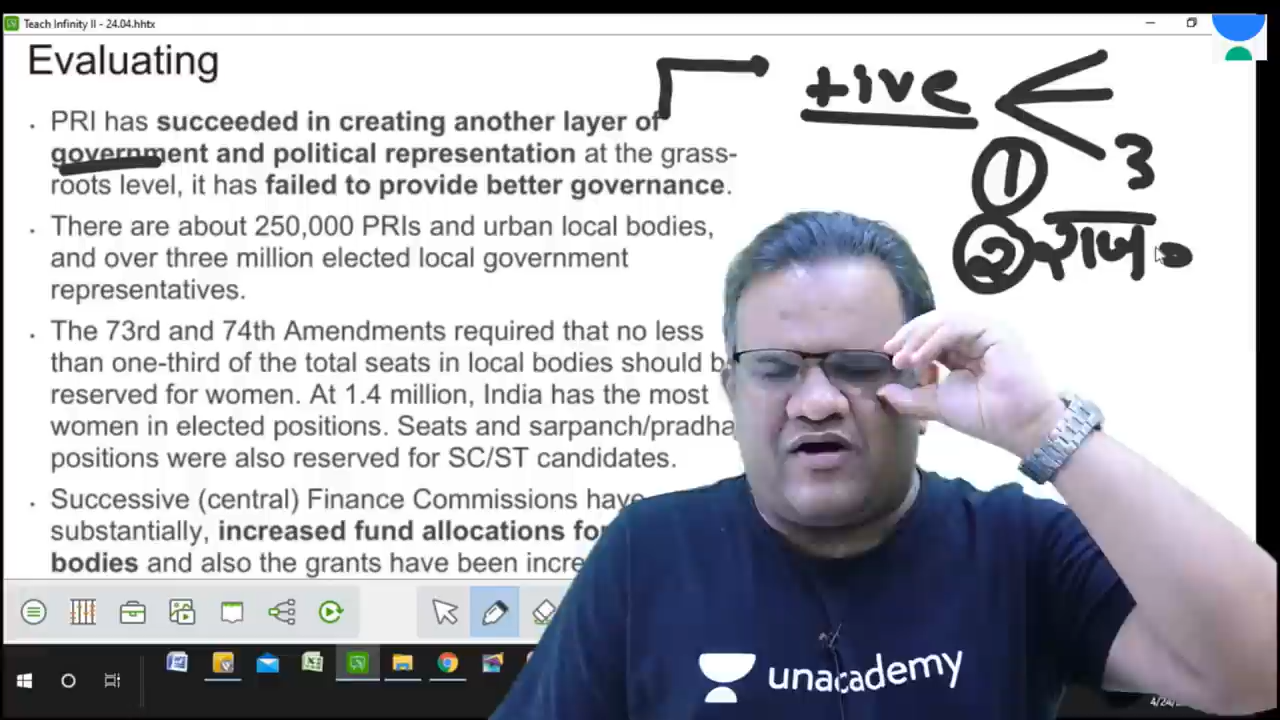 Teach Infinity II - 24.04.hhtx
Evaluating
PRI has succeeded in creating another layer of
government and political representation at the grass-
roots level, it has failed to provide better governance.
There are about 250,000 PRIs and urban local bodies,
and over three million elected local government
representatives.
The 73rd and 74th Amendments required that no less
than one-third of the total seats in local bodies should b
reserved for women. At 1.4 million, India has the most
women in elected positions. Seats and sarpanch/pradha
positions were also reserved for SC/ST candidates.
Successive (central) Finance Commissions have
substantially, increased fund allocations for
bodies and also the grants have been incre
+ive
3
1
2 राज
unacademy
4/24/